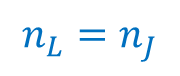 n_L = n_J